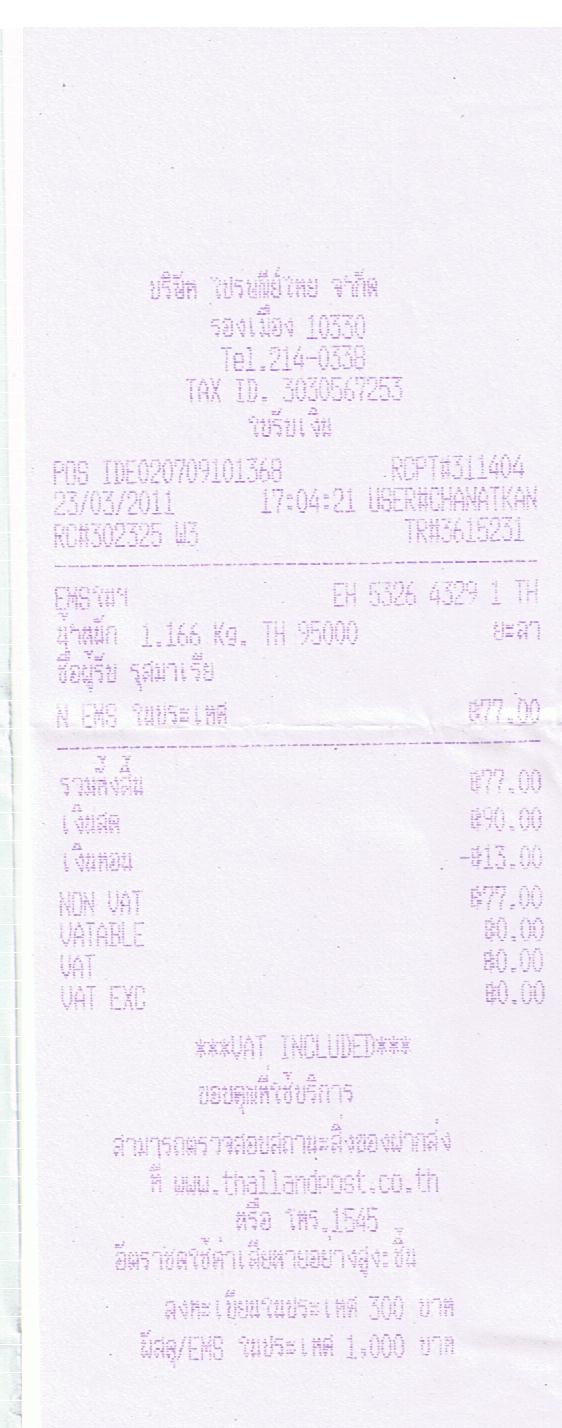 บริษัท ไปรษณีย์ไทย จำกัด
รองเมือง 10330
Tel.214-0338
TAX ID. 3030567253
ใบรับเงิน
POS IDE020709101368 RCPT#311404
23/03/2011 17:04:21 USER#CHANATKAN
RC#302325 W3 TR#3615231
EMSในฯ EH 5326 4329 1 TH
น้ำหนัก 1.166 Kg. TH 95000 ยะลา
ชื่อผู้รับ รุสมาเรีย
N EMS ในประเทศ ฿77.00
รวมทั้งสิ้น ฿77.00
เงินสด ฿90.00
เงินทอน -฿13.00
NON VAT ฿77.00
VATABLE ฿0.00
VAT ฿0.00
VAT EXC ฿0.00
***VAT INCLUDED***
ขอบคุณที่ใช้บริการ
สามารถตรวจสอบสถานะสิ่งของฝากส่ง
ที่ www.thailandpost.co.th
หรือ โทร.1545
อัตราชดใช้ค่าเสียหายอย่างสูง:ชิ้น
ลงทะเบียนในประเทศ 300 บาท
พัสดุ/EMS ในประเทศ 1,000 บาท